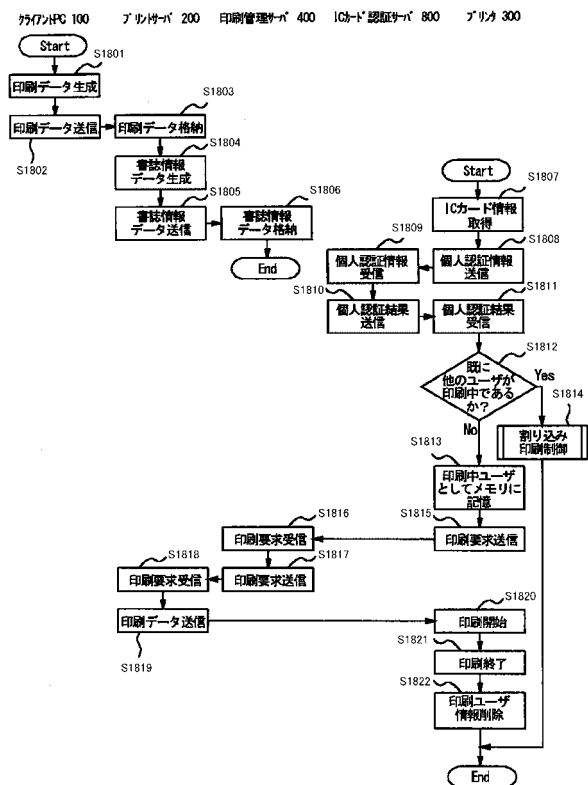 クライアントPC 100 プリントサーバ 200 印刷管理サーバ 400 ICカード認証サーバ 800 プリンタ 300
Start
S1801
印刷データ生成
印刷データ送信
S1802
S1803
印刷データ格納
S1804
書誌情報
データ生成
S1805
書誌情報
データ送信
S1806
書誌情報
データ格納
End
Start
S1807
ICカード情報
取得
S1808
個人認証情報
送信
S1809
個人認証情報
受信
S1810
個人認証結果
送信
S1811
個人認証結果
受信
S1812
既に
他のユーザが
印刷中である
か?
Yes
S1814
割り込み
印刷制御
No
S1813
印刷中ユーザ
としてメモリに
記憶
S1815
印刷要求送信
S1816
印刷要求受信
S1817
印刷要求送信
S1818
印刷要求受信
印刷データ送信
S1819
S1820
印刷開始
S1821
印刷終了
S1822
印刷ユーザ
情報削除
End